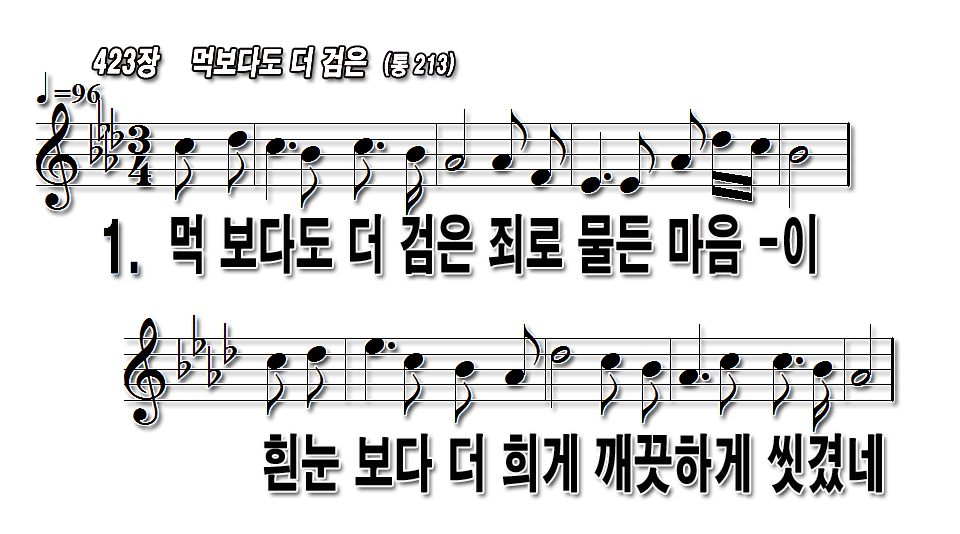 423장 먹보다도 더 검은 (통 213)
♩=96
3
4
1. 먹 보다도 더 검은 죄로 물든 마음 -이
흰눈 보다 더 희게 깨끗하게 씻겼네